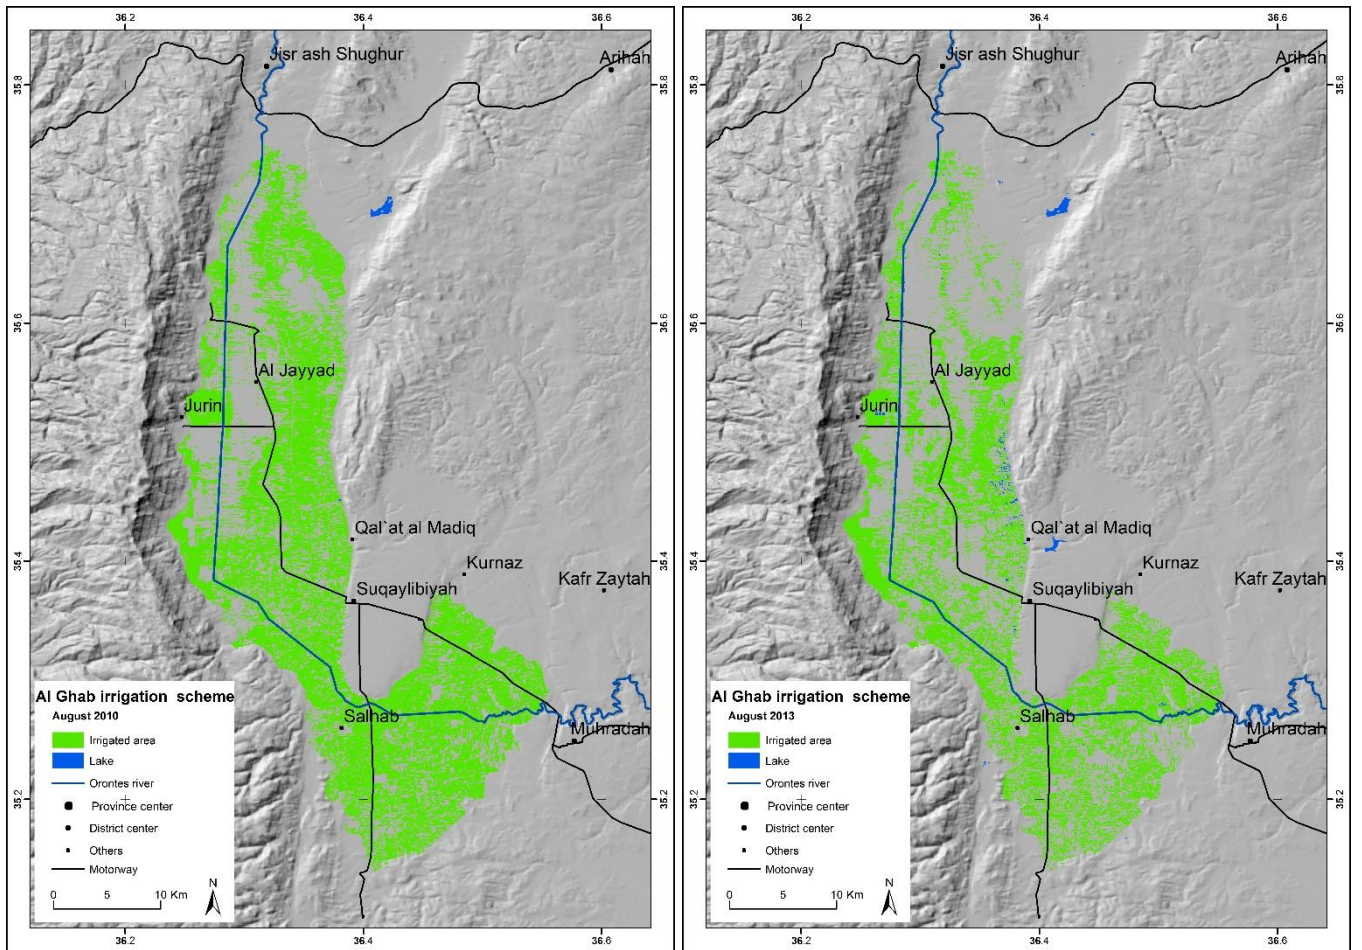 36.2 36.4 36.6
Jisr ash Shughur
Arihah
35.8 35.8
35.6 35.6
Al Jayyad
Jurin
Qal`at al Madiq
35.4 35.4
Kurnaz
Kafr Zaytah
Suqaylibiyah
Salhab
Muhradah
35.2 35.2
Al Ghab irrigation scheme
August 2010
Irrigated area
Lake
Orontes river
Province center
District center
Others
Motorway
0 5 10 Km
N
36.2 36.4 36.6
36.2 36.4 36.6
Jisr ash Shughur
Arihah
35.8 35.8
35.6 35.6
Al Jayyad
Jurin
Qal`at al Madiq
35.4 35.4
Kurnaz
Kafr Zaytah
Suqaylibiyah
Salhab
Muhradah
35.2 35.2
Al Ghab irrigation scheme
August 2013
Irrigated area
Lake
Orontes river
Province center
District center
Others
Motorway
0 5 10 Km
N
36.2 36.4 36.6